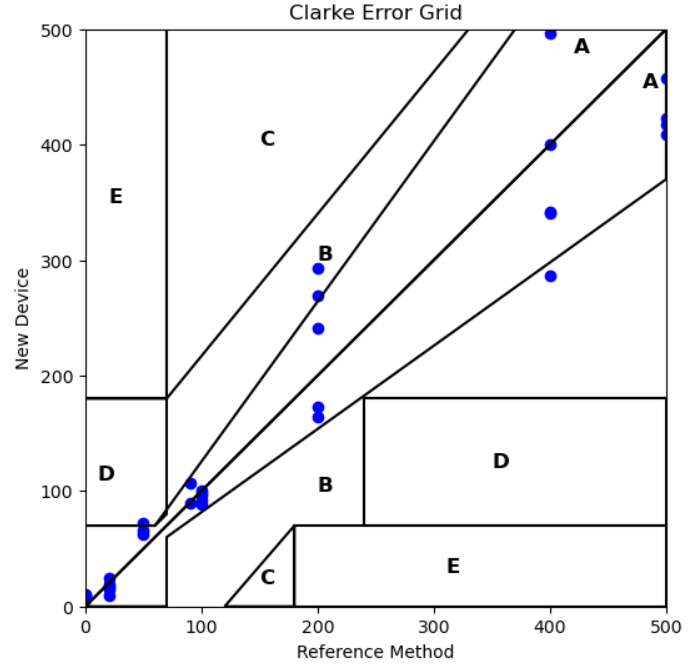 Clarke Error Grid
New Device
500
400
300
200
100
0
A
A
C
E
B
D
B
D
C
E
0
100
200
300
400
500
Reference Method